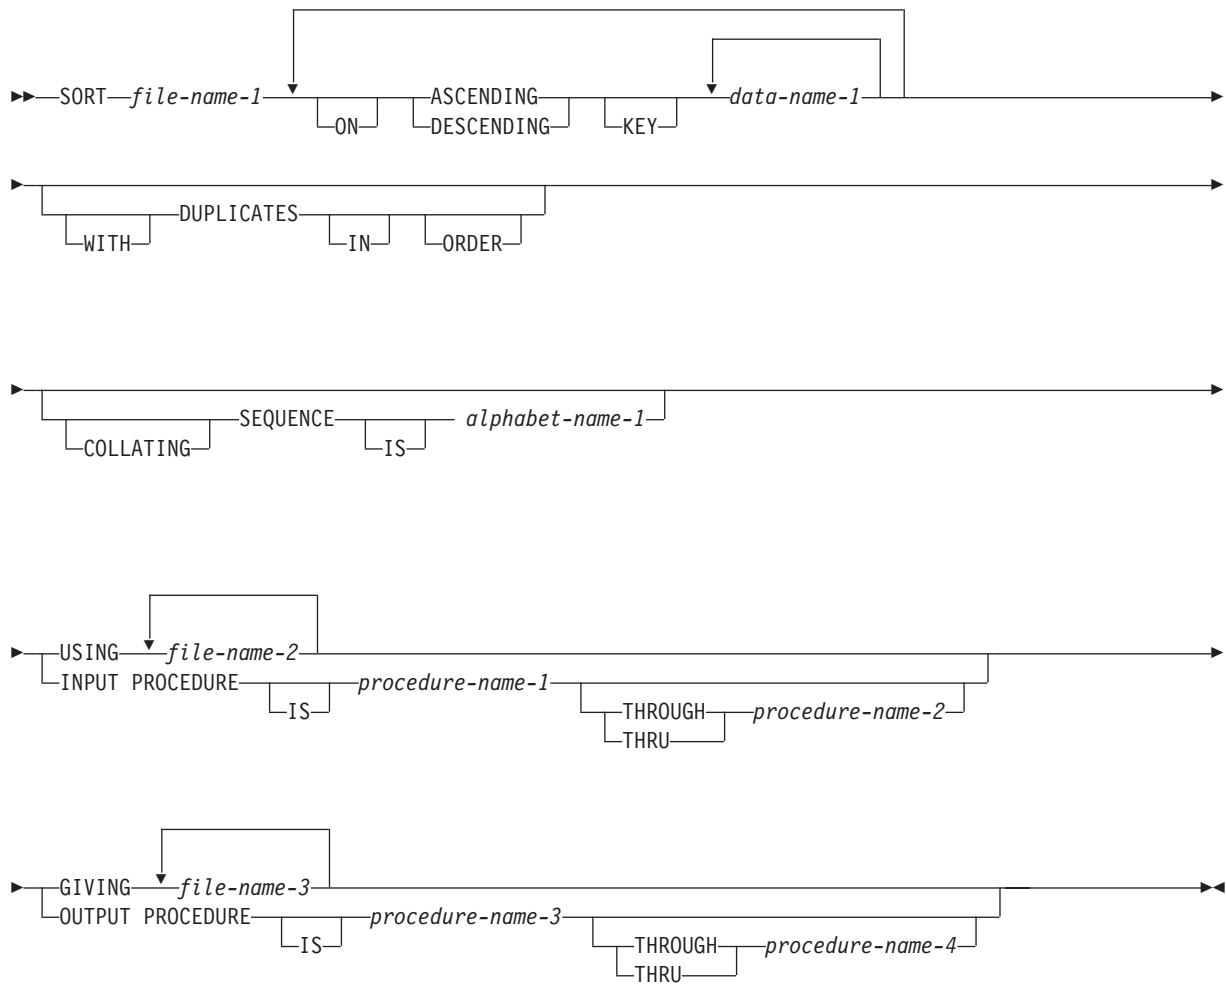 SORT file-name-1 ASCENDING data-name-1
ON DESCENDING KEY
DUPLICATES
WITH IN ORDER
SEQUENCE alphabet-name-1
COLLATING IS
USING file-name-2
INPUT PROCEDURE procedure-name-1
IS THROUGH procedure-name-2
THRU
GIVING file-name-3
OUTPUT PROCEDURE procedure-name-3
IS THROUGH procedure-name-4
THRU